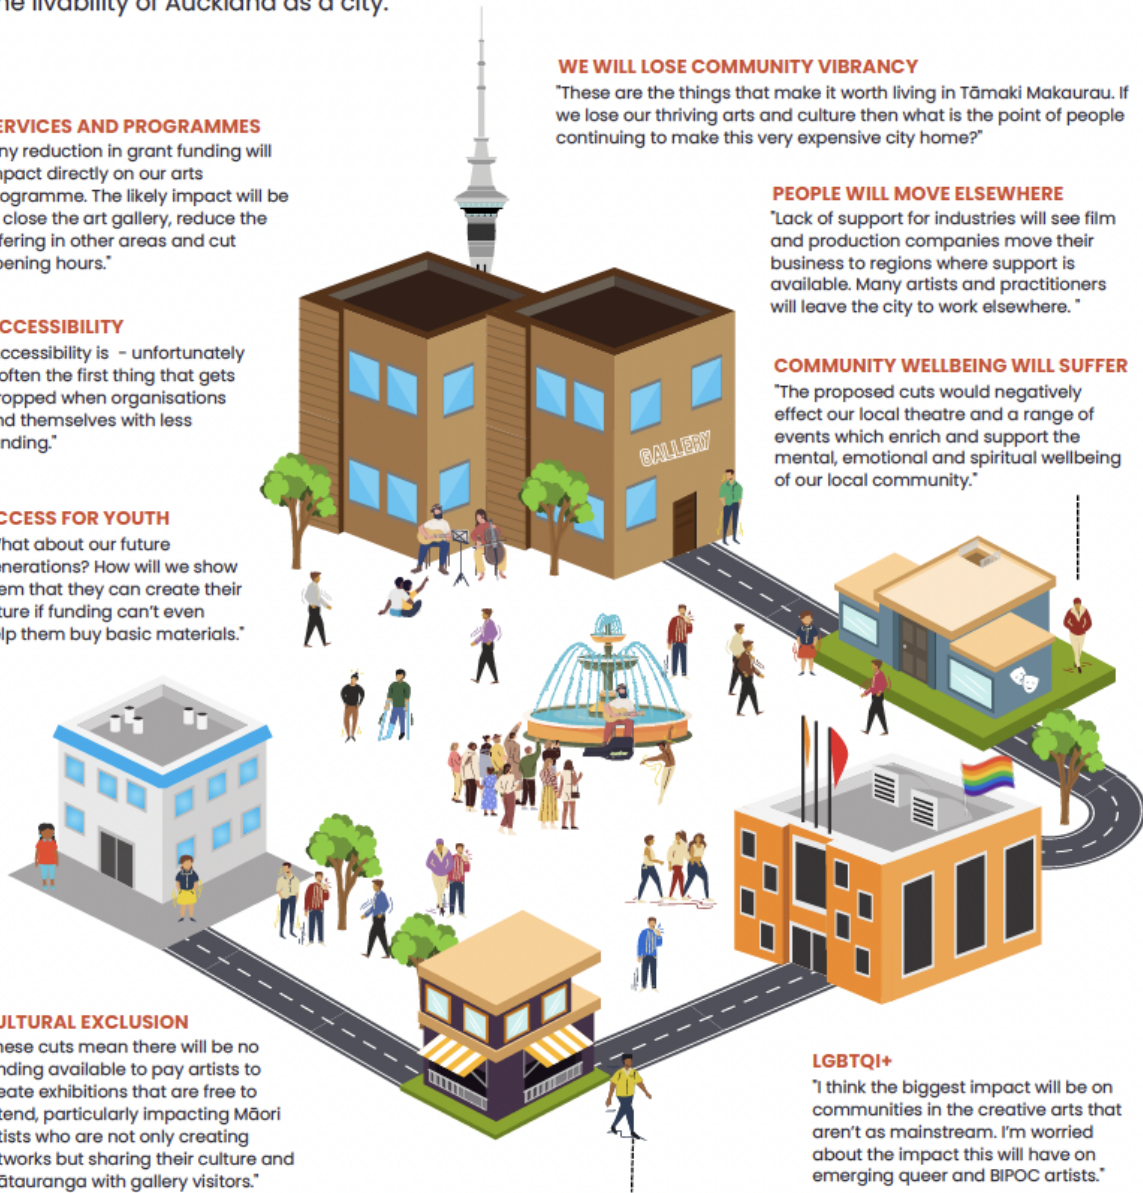 he livability of Auckland as a city.
WE WILL LOSE COMMUNITY VIBRANCY
"These are the things that make it worth living in Tāmaki Makaurau. If
we lose our thriving arts and culture then what is the point of people
continuing to make this very expensive city home?"
ERVICES AND PROGRAMMES
ny reduction in grant funding will
mpact directly on our arts
ogramme. The likely impact will be
close the art gallery, reduce the
fering in other areas and cut
pening hours."
PEOPLE WILL MOVE ELSEWHERE
"Lack of support for industries will see film
and production companies move their
business to regions where support is
available. Many artists and practitioners
will leave the city to work elsewhere. "
CCESSIBILITY
ccessibility is - unfortunately
often the first thing that gets
ropped when organisations
nd themselves with less
nding."
COMMUNITY WELLBEING WILL SUFFER
"The proposed cuts would negatively
effect our local theatre and a range of
events which enrich and support the
mental, emotional and spiritual wellbeing
of our local community."
GALLERY
CCESS FOR YOUTH
hat about our future
enerations? How will we show
em that they can create their
ture if funding can't even
lp them buy basic materials."
ULTURAL EXCLUSION
hese cuts mean there will be no
nding available to pay artists to
eate exhibitions that are free to
tend, particularly impacting Māori
tists who are not only creating
tworks but sharing their culture and
ātauranga with gallery visitors."
LGBTQI+
"I think the biggest impact will be on
communities in the creative arts that
aren't as mainstream. I'm worried
about the impact this will have on
emerging queer and BIPOC artists."